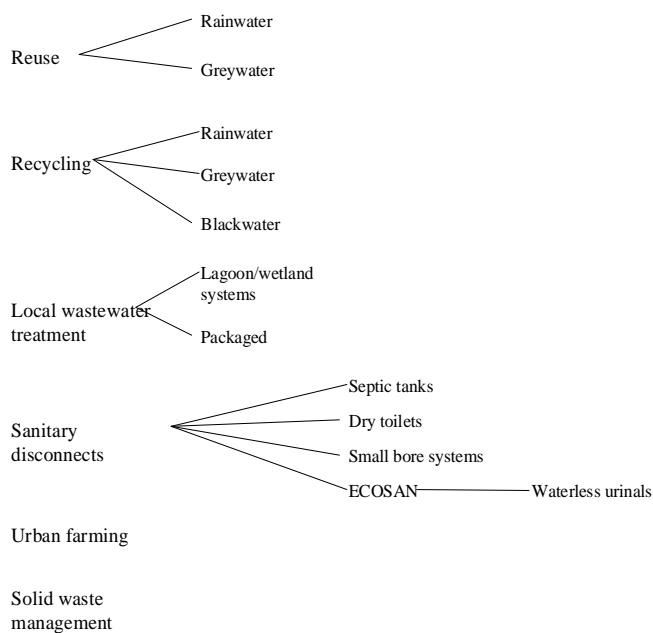 Rainwater
Reuse
Greywater
Rainwater
Recycling
Greywater
Blackwater
Lagoon/wetland
systems
Local wastewater
treatment
Packaged
Septic tanks
Dry toilets
Sanitary
disconnects
Small bore systems
ECOSAN
Waterless urinals
Urban farming
Solid waste
management